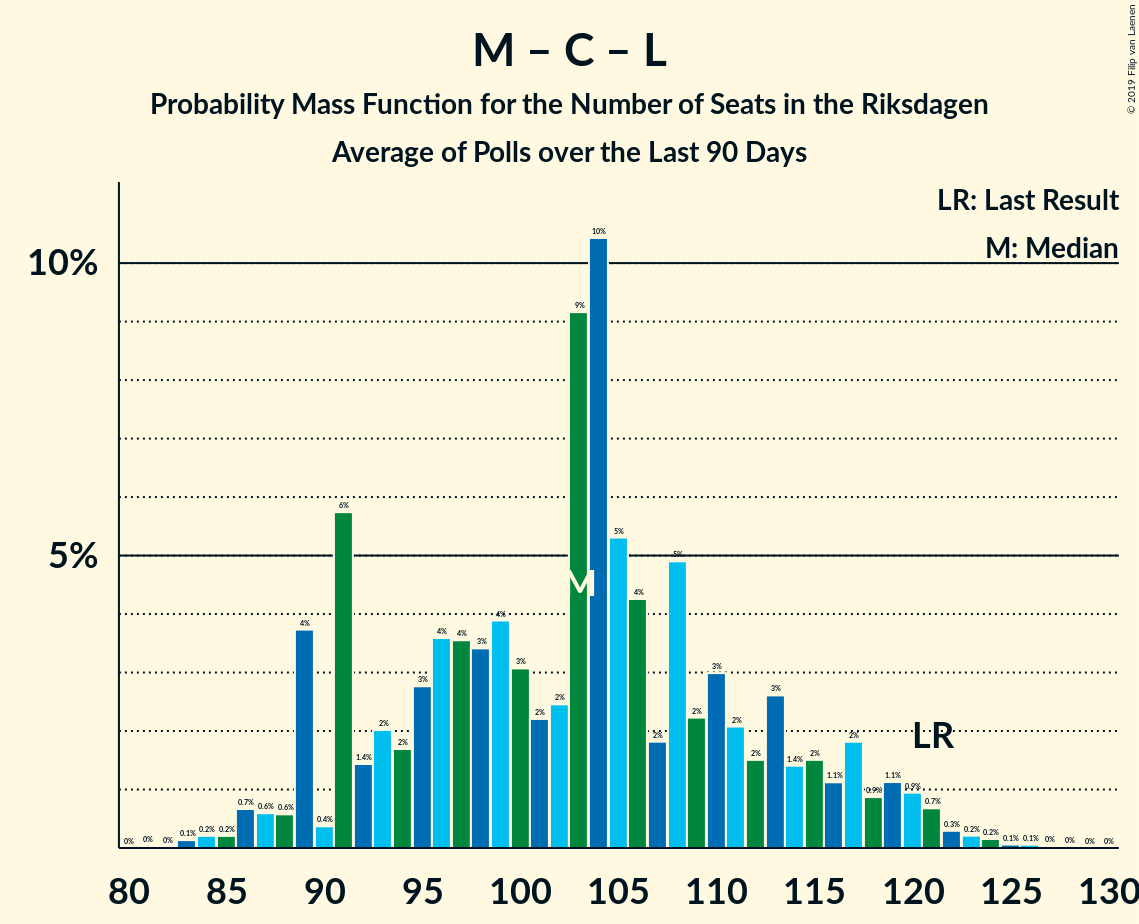 © 2019 Filip van Laenen
M – C – L
Probability Mass Function for the Number of Seats in the Riksdagen
Average of Polls over the Last 90 Days
LR: Last Result
M: Median
10%
5%
0% 0% 0% 0.1% 0.2% 0.2% 0.7% 0.6% 0.6% 4% 0.4% 6% 1.4% 2% 2% 3% 4% 4% 3% 4% 3% 2% 2% 9% 10% 5% 4% 2% 5% 2% 3% 2% 2% 3% 1.4% 2% 1.1% 2% 0.9% 1.1% 0.9% 0.7% 0.3% 0.2% 0.2% 0.1% 0.1% 0% 0% 0% 0%
M
LR
80 85 90 95 100 105 110 115 120 125 130